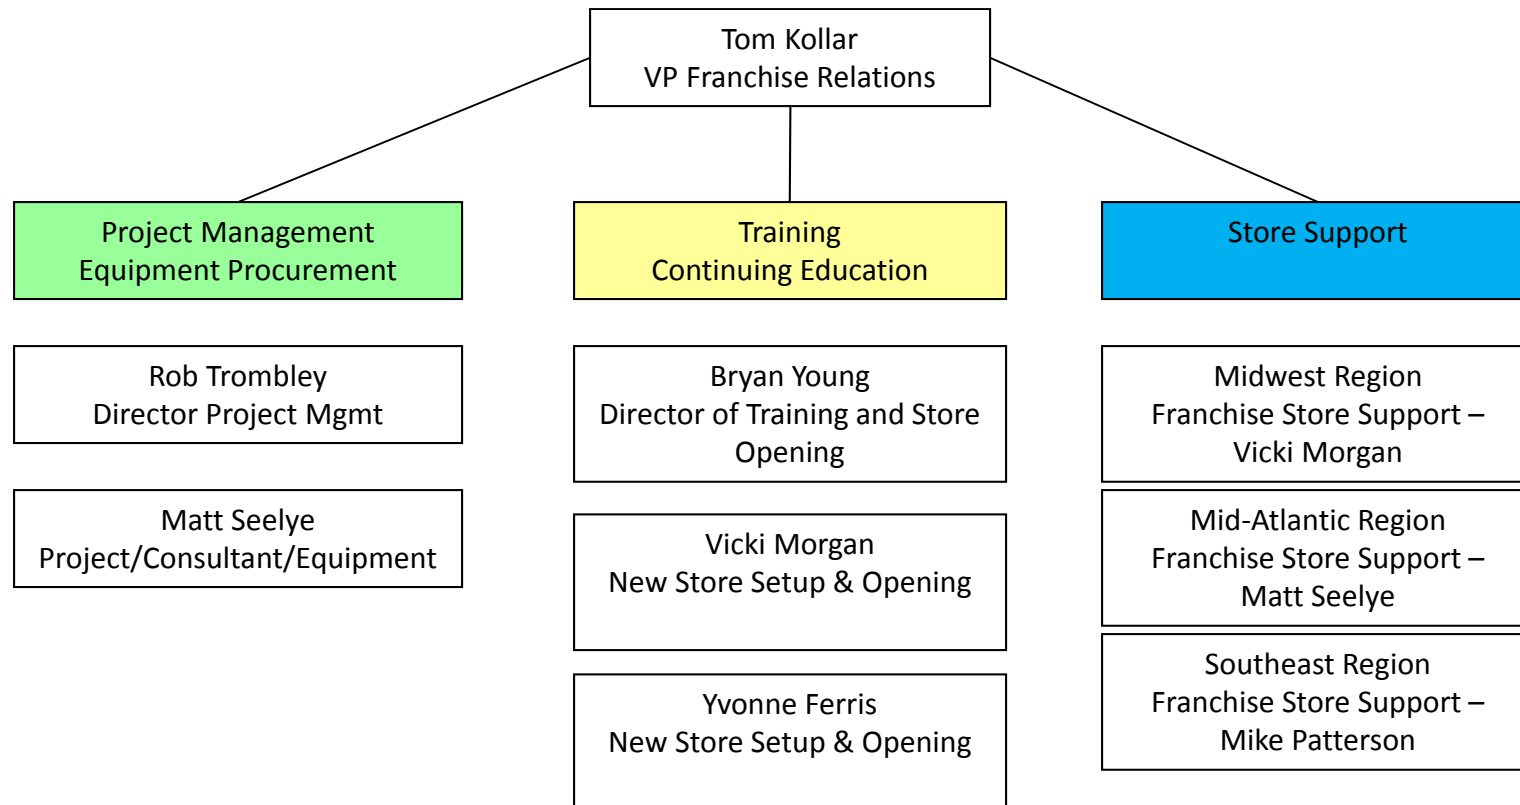 Tom Kollar
VP Franchise Relations
Project Management
Equipment Procurement
Training
Continuing Education
Store Support
Rob Trombley
Director Project Mgmt
Matt Seelye
Project/Consultant/Equipment
Bryan Young
Director of Training and Store
Opening
Vicki Morgan
New Store Setup & Opening
Yvonne Ferris
New Store Setup & Opening
Midwest Region
Franchise Store Support –
Vicki Morgan
Mid-Atlantic Region
Franchise Store Support –
Matt Seelye
Southeast Region
Franchise Store Support –
Mike Patterson